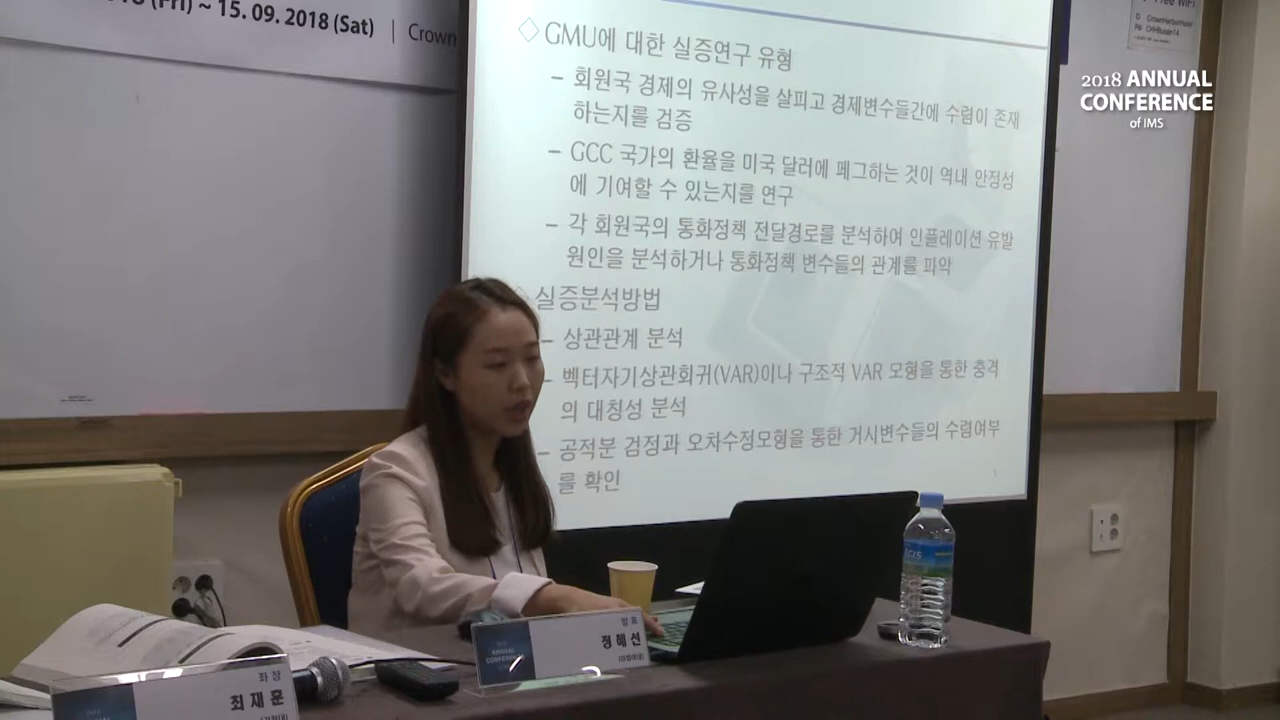 ~ 15. 09. 2018 (Sat) | Crown
Free WiFi
2018 ANNUAL
CONFERENCE
of IMS
◇ GMU에 대한 실증연구 유형
– 회원국 경제의 유사성을 살피고 경제변수들간에 수렴이 존재
하는지를 검증
– GCC 국가의 환율을 미국 달러에 페그하는 것이 역내 안정성
에 기여할 수 있는지를 연구
– 각 회원국의 통화정책 전달경로를 분석하여 인플레이션 유발
원인을 분석하거나 통화정책 변수들의 관계를 파악
실증분석방법
– 상관관계 분석
– 벡터자기상관회귀(VAR)이나 구조적 VAR 모형을 통한 충격
의 대칭성 분석
– 공적분 검정과 오차수정모형을 통한 거시변수들의 수렴여부
를 확인
발표
정혜선
ANNUAL
CONFERENCE
좌장
최재훈